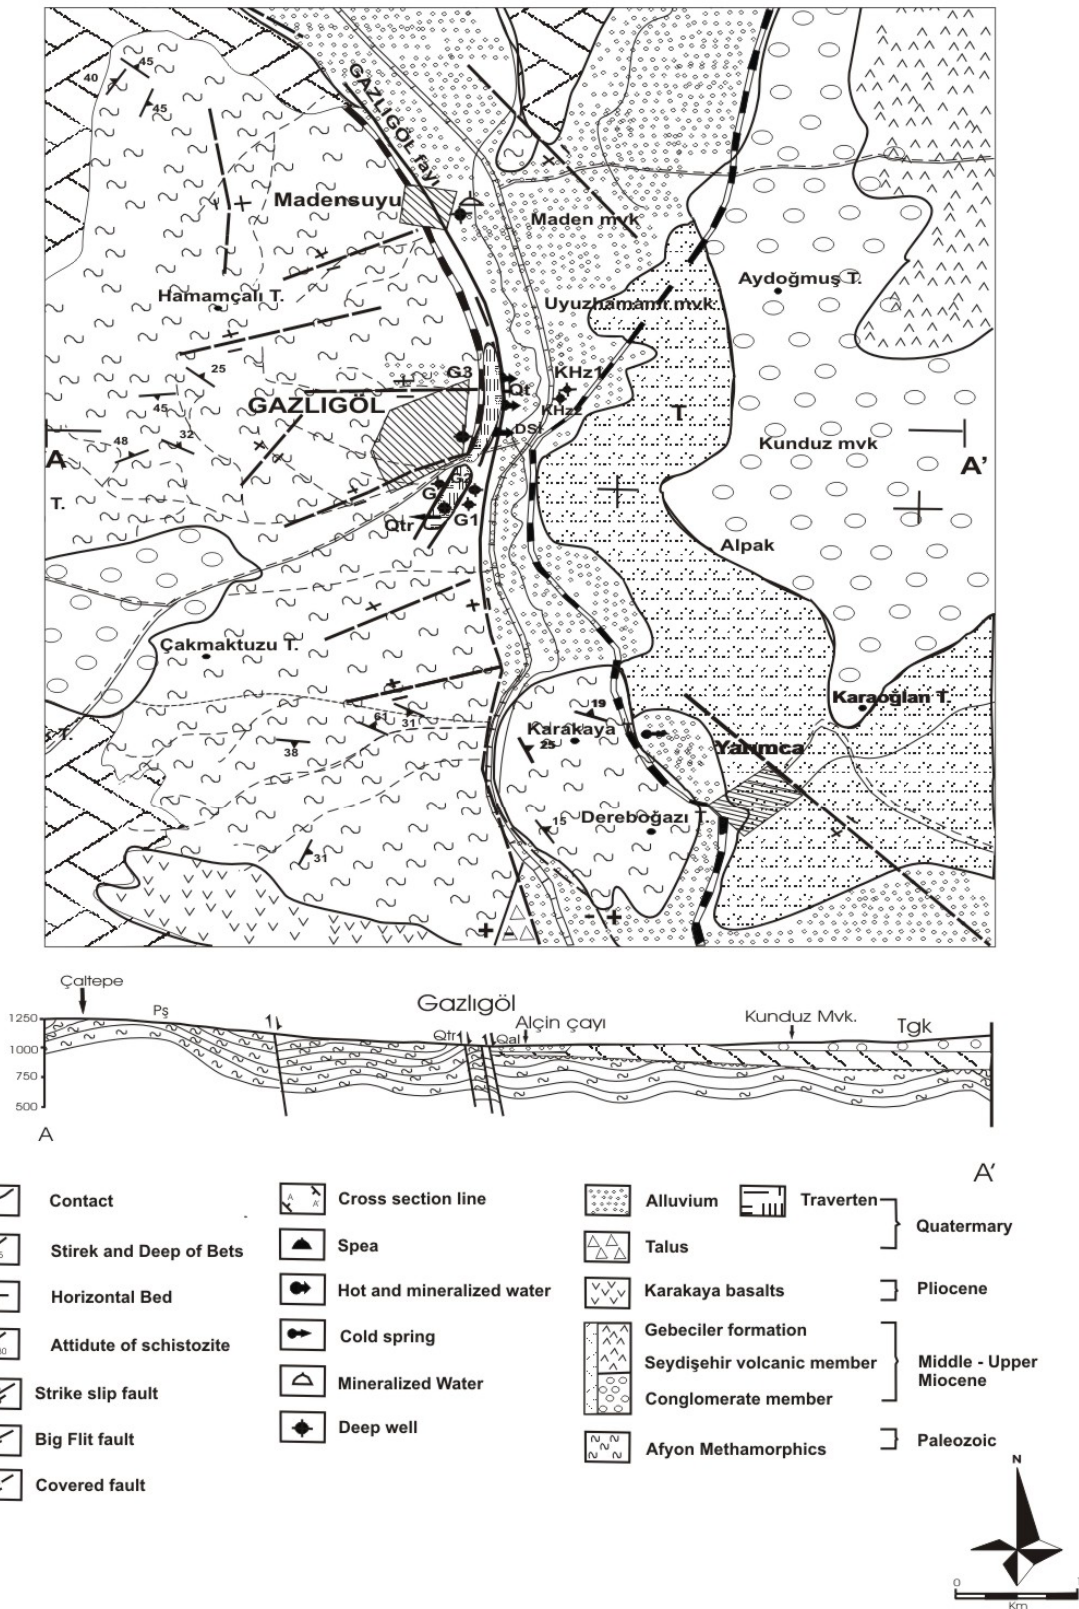 40
45
45
GAZLIGÖL fayı
Madensuyu
Maden mvk
Hamamçalı T.
Uyuzhamamı mvk
Aydoğmuş T.
25
45
G3
KHz1
Qt
KHz2
GAZLIGÖL
T
DSİ
48
32
Kunduz mvk
A
A'
T.
G2
G
G1
Qtr
Alpak
Çakmaktuzu T.
Karaoğlan T.
T.
61
31
19
Karakaya T
25
Yarımca
38
15
Dereboğazı T
31
Çaltepe
Gazlıgöl
1250
Pş
Qtr
Qal
Alçin çayı
Kunduz Mvk.
Tgk
1000
750
500
A
A'
Contact
Cross section line
A
A'
Alluvium
Traverten
Quatermary
Stirek and Deep of Bets
Spea
Talus
Horizontal Bed
Hot and mineralized water
Karakaya basalts
Pliocene
Attidute of schistozite
Cold spring
Gebeciler formation
Seydişehir volcanic member
Middle - Upper
Miocene
Strike slip fault
Mineralized Water
Conglomerate member
Big Flit fault
Deep well
Afyon Methamorphics
Paleozoic
Covered fault
N
0
Km